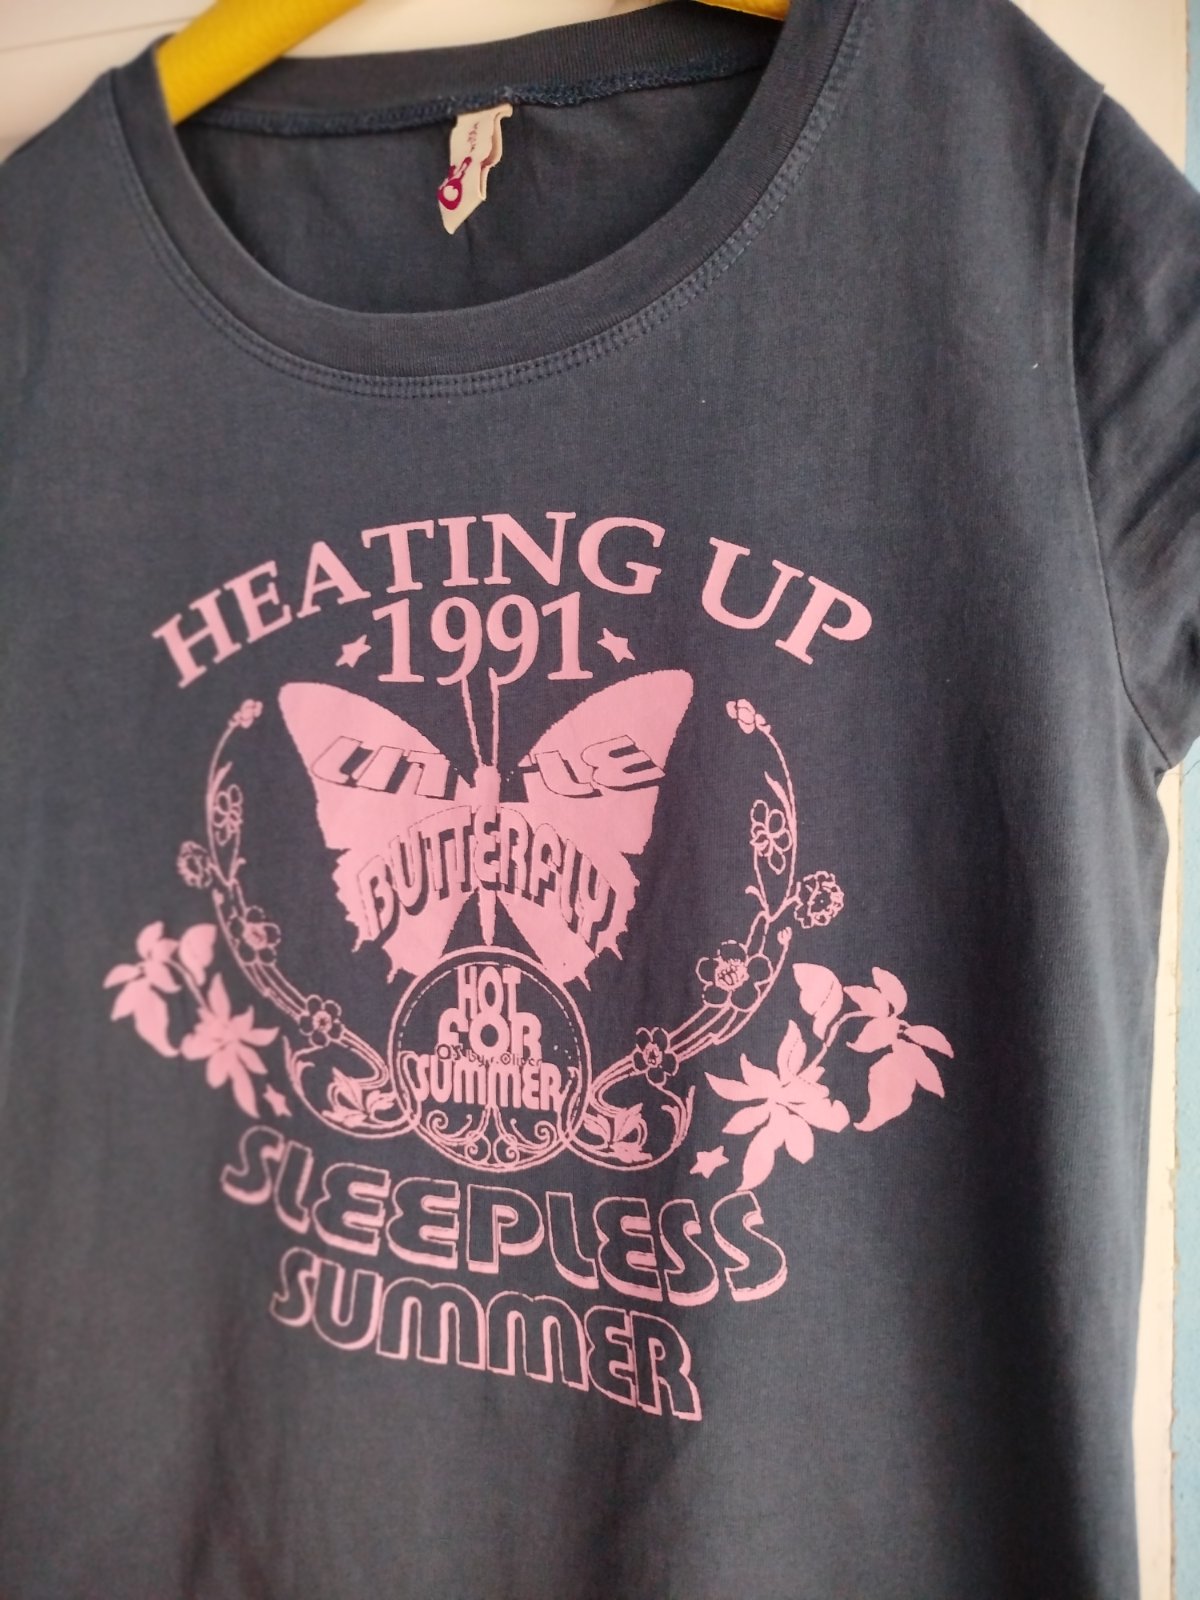 HEATING UP
1991
LITTLE
BUTTERFLY
HOT
FOR
SUMMER
SLEEPLESS
SUMMER